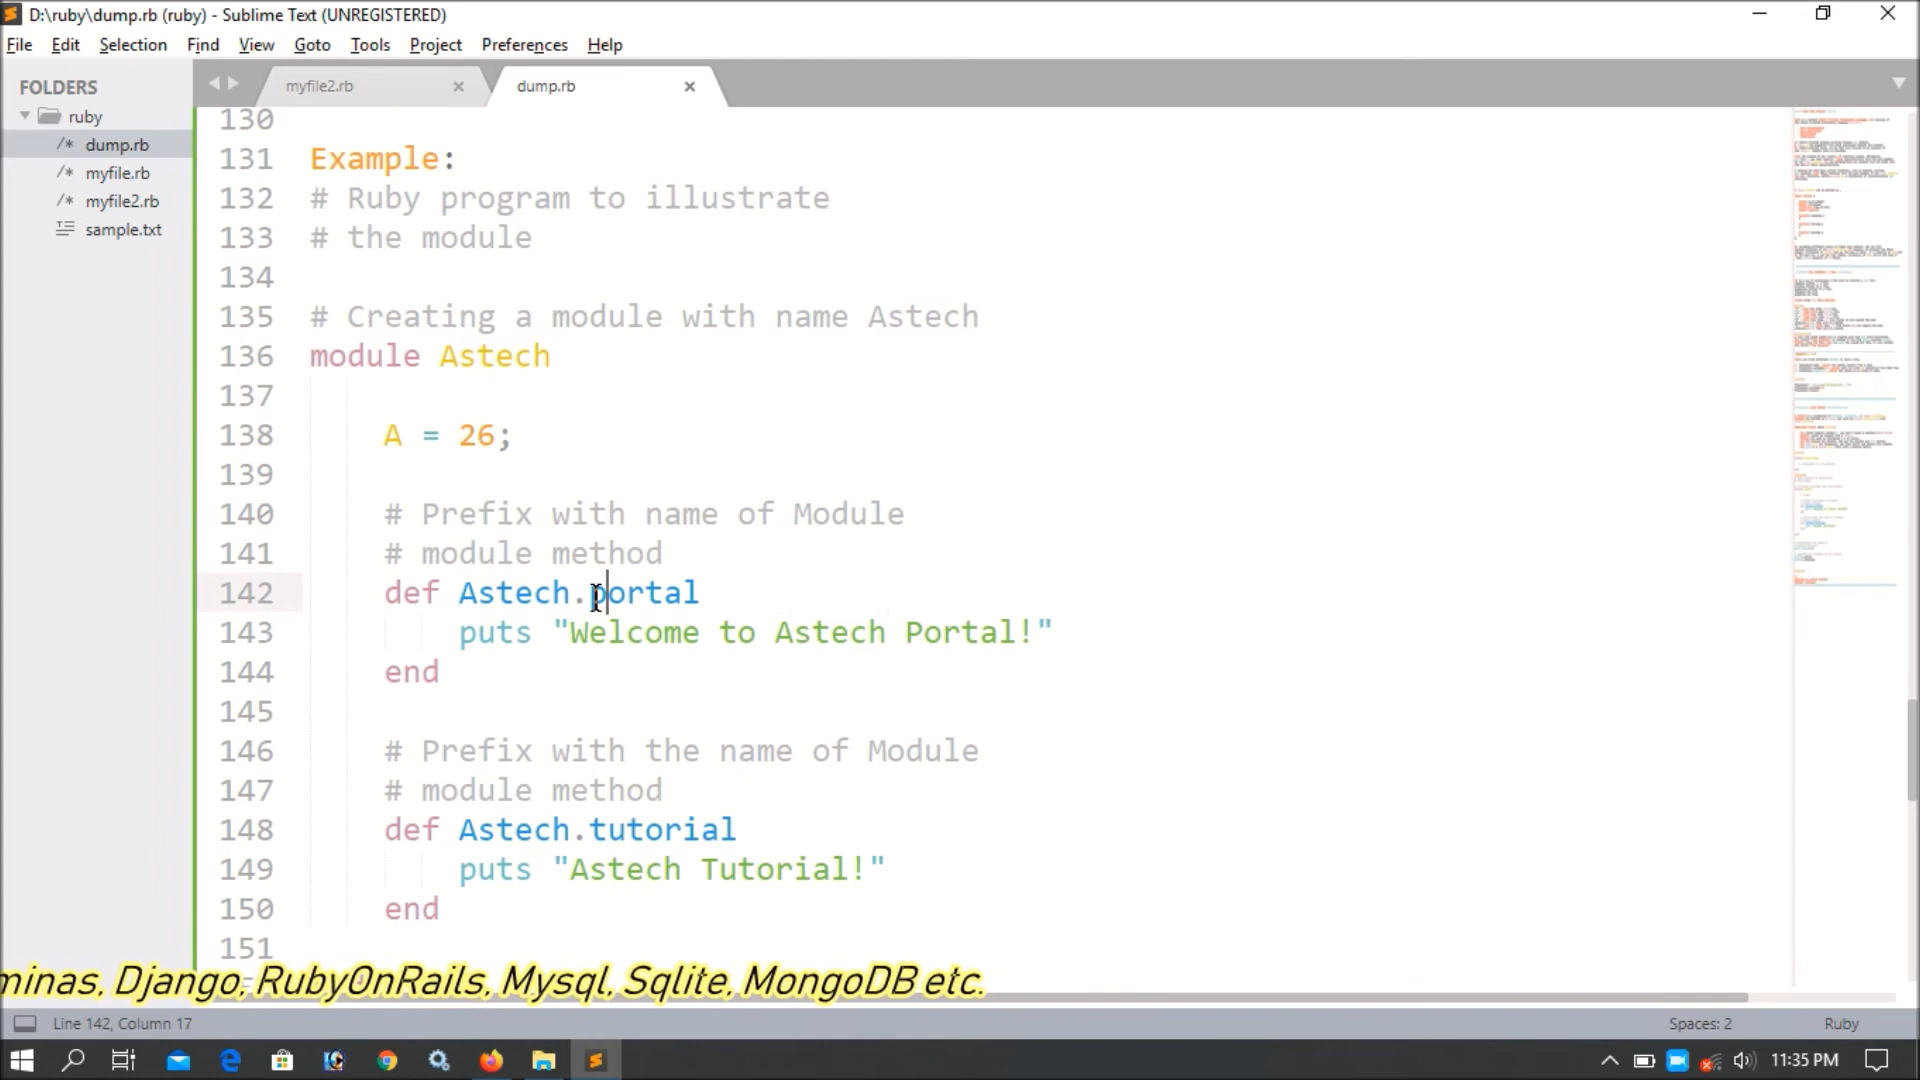 D:\ruby\dump.rb (ruby) - Sublime Text (UNREGISTERED)
File Edit Selection Find View Goto Tools Project Preferences Help
FOLDERS
ruby
dump.rb
myfile.rb
myfile2.rb
sample.txt
myfile2.rb
dump.rb
130
131 Example:
132 # Ruby program to illustrate
133 # the module
134
135 # Creating a module with name Astech
136 module Astech
137
138 A = 26;
139
140 # Prefix with name of Module
141 # module method
142 def Astech.portal
143 puts "Welcome to Astech Portal!"
144 end
145
146 # Prefix with the name of Module
147 # module method
148 def Astech.tutorial
149 puts "Astech Tutorial!"
150 end
151
minas, Django, RubyOnRails, Mysql, Sqlite, MongoDB etc.
Line 142, Column 17
Spaces: 2
Ruby
11:35 PM